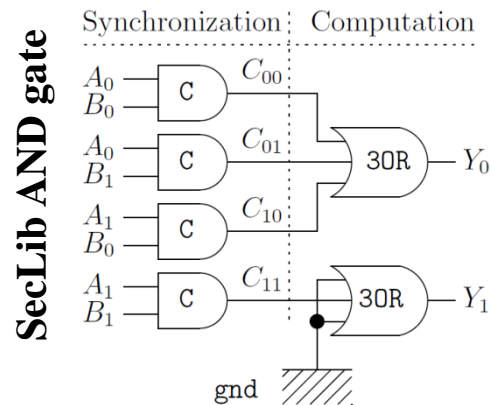 SecLib AND gate
Synchronization Computation
A₀
B₀
C
C₀₀
A₀
B₁
C
C₀₁
3OR
Y₀
A₁
B₀
C
C₁₀
A₁
B₁
C
C₁₁
3OR
Y₁
gnd